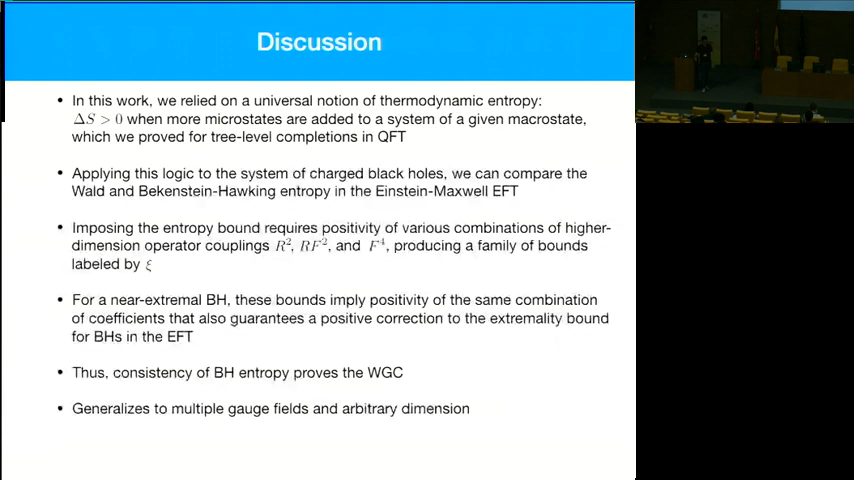 Discussion
• In this work, we relied on a universal notion of thermodynamic entropy:
ΔS > 0 when more microstates are added to a system of a given macrostate,
which we proved for tree-level completions in QFT
• Applying this logic to the system of charged black holes, we can compare the
Wald and Bekenstein-Hawking entropy in the Einstein-Maxwell EFT
• Imposing the entropy bound requires positivity of various combinations of higher-
dimension operator couplings R², RF², and F⁴, producing a family of bounds
labeled by ξ
• For a near-extremal BH, these bounds imply positivity of the same combination
of coefficients that also guarantees a positive correction to the extremality bound
for BHs in the EFT
• Thus, consistency of BH entropy proves the WGC
• Generalizes to multiple gauge fields and arbitrary dimension